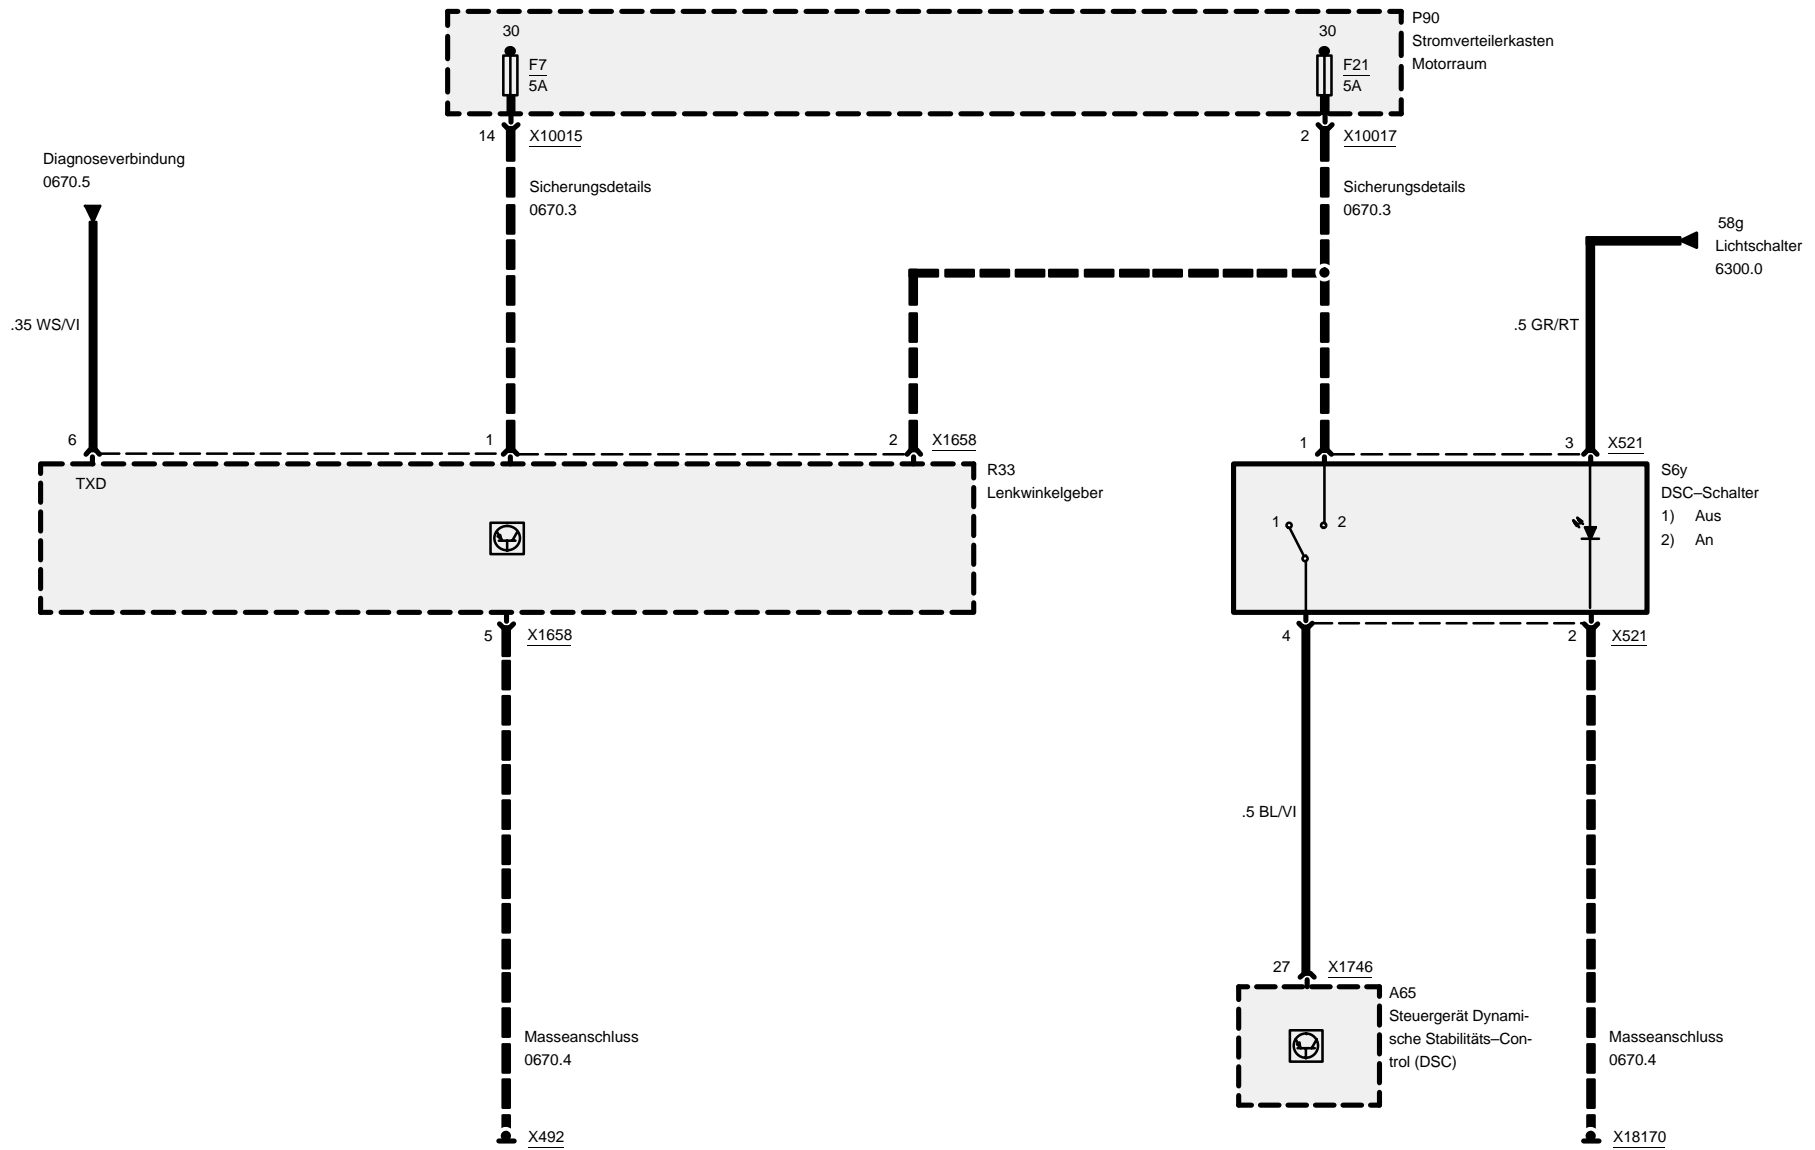 P90
Stromverteilerkasten
Motorraum
30
F7
5A
30
F21
5A
14
X10015
2
X10017
Diagnoseverbindung
0670.5
Sicherungsdetails
0670.3
Sicherungsdetails
0670.3
58g
Lichtschalter
6300.0
.35 WS/VI
.5 GR/RT
6
1
2
X1658
1
3
X521
TXD
R33
Lenkwinkelgeber
S6y
DSC–Schalter
1) Aus
2) An
1
2
5
X1658
4
2
X521
.5 BL/VI
27
X1746
A65
Steuergerät Dynami-
sche Stabilitäts–Con-
trol (DSC)
Masseanschluss
0670.4
Masseanschluss
0670.4
X492
X18170